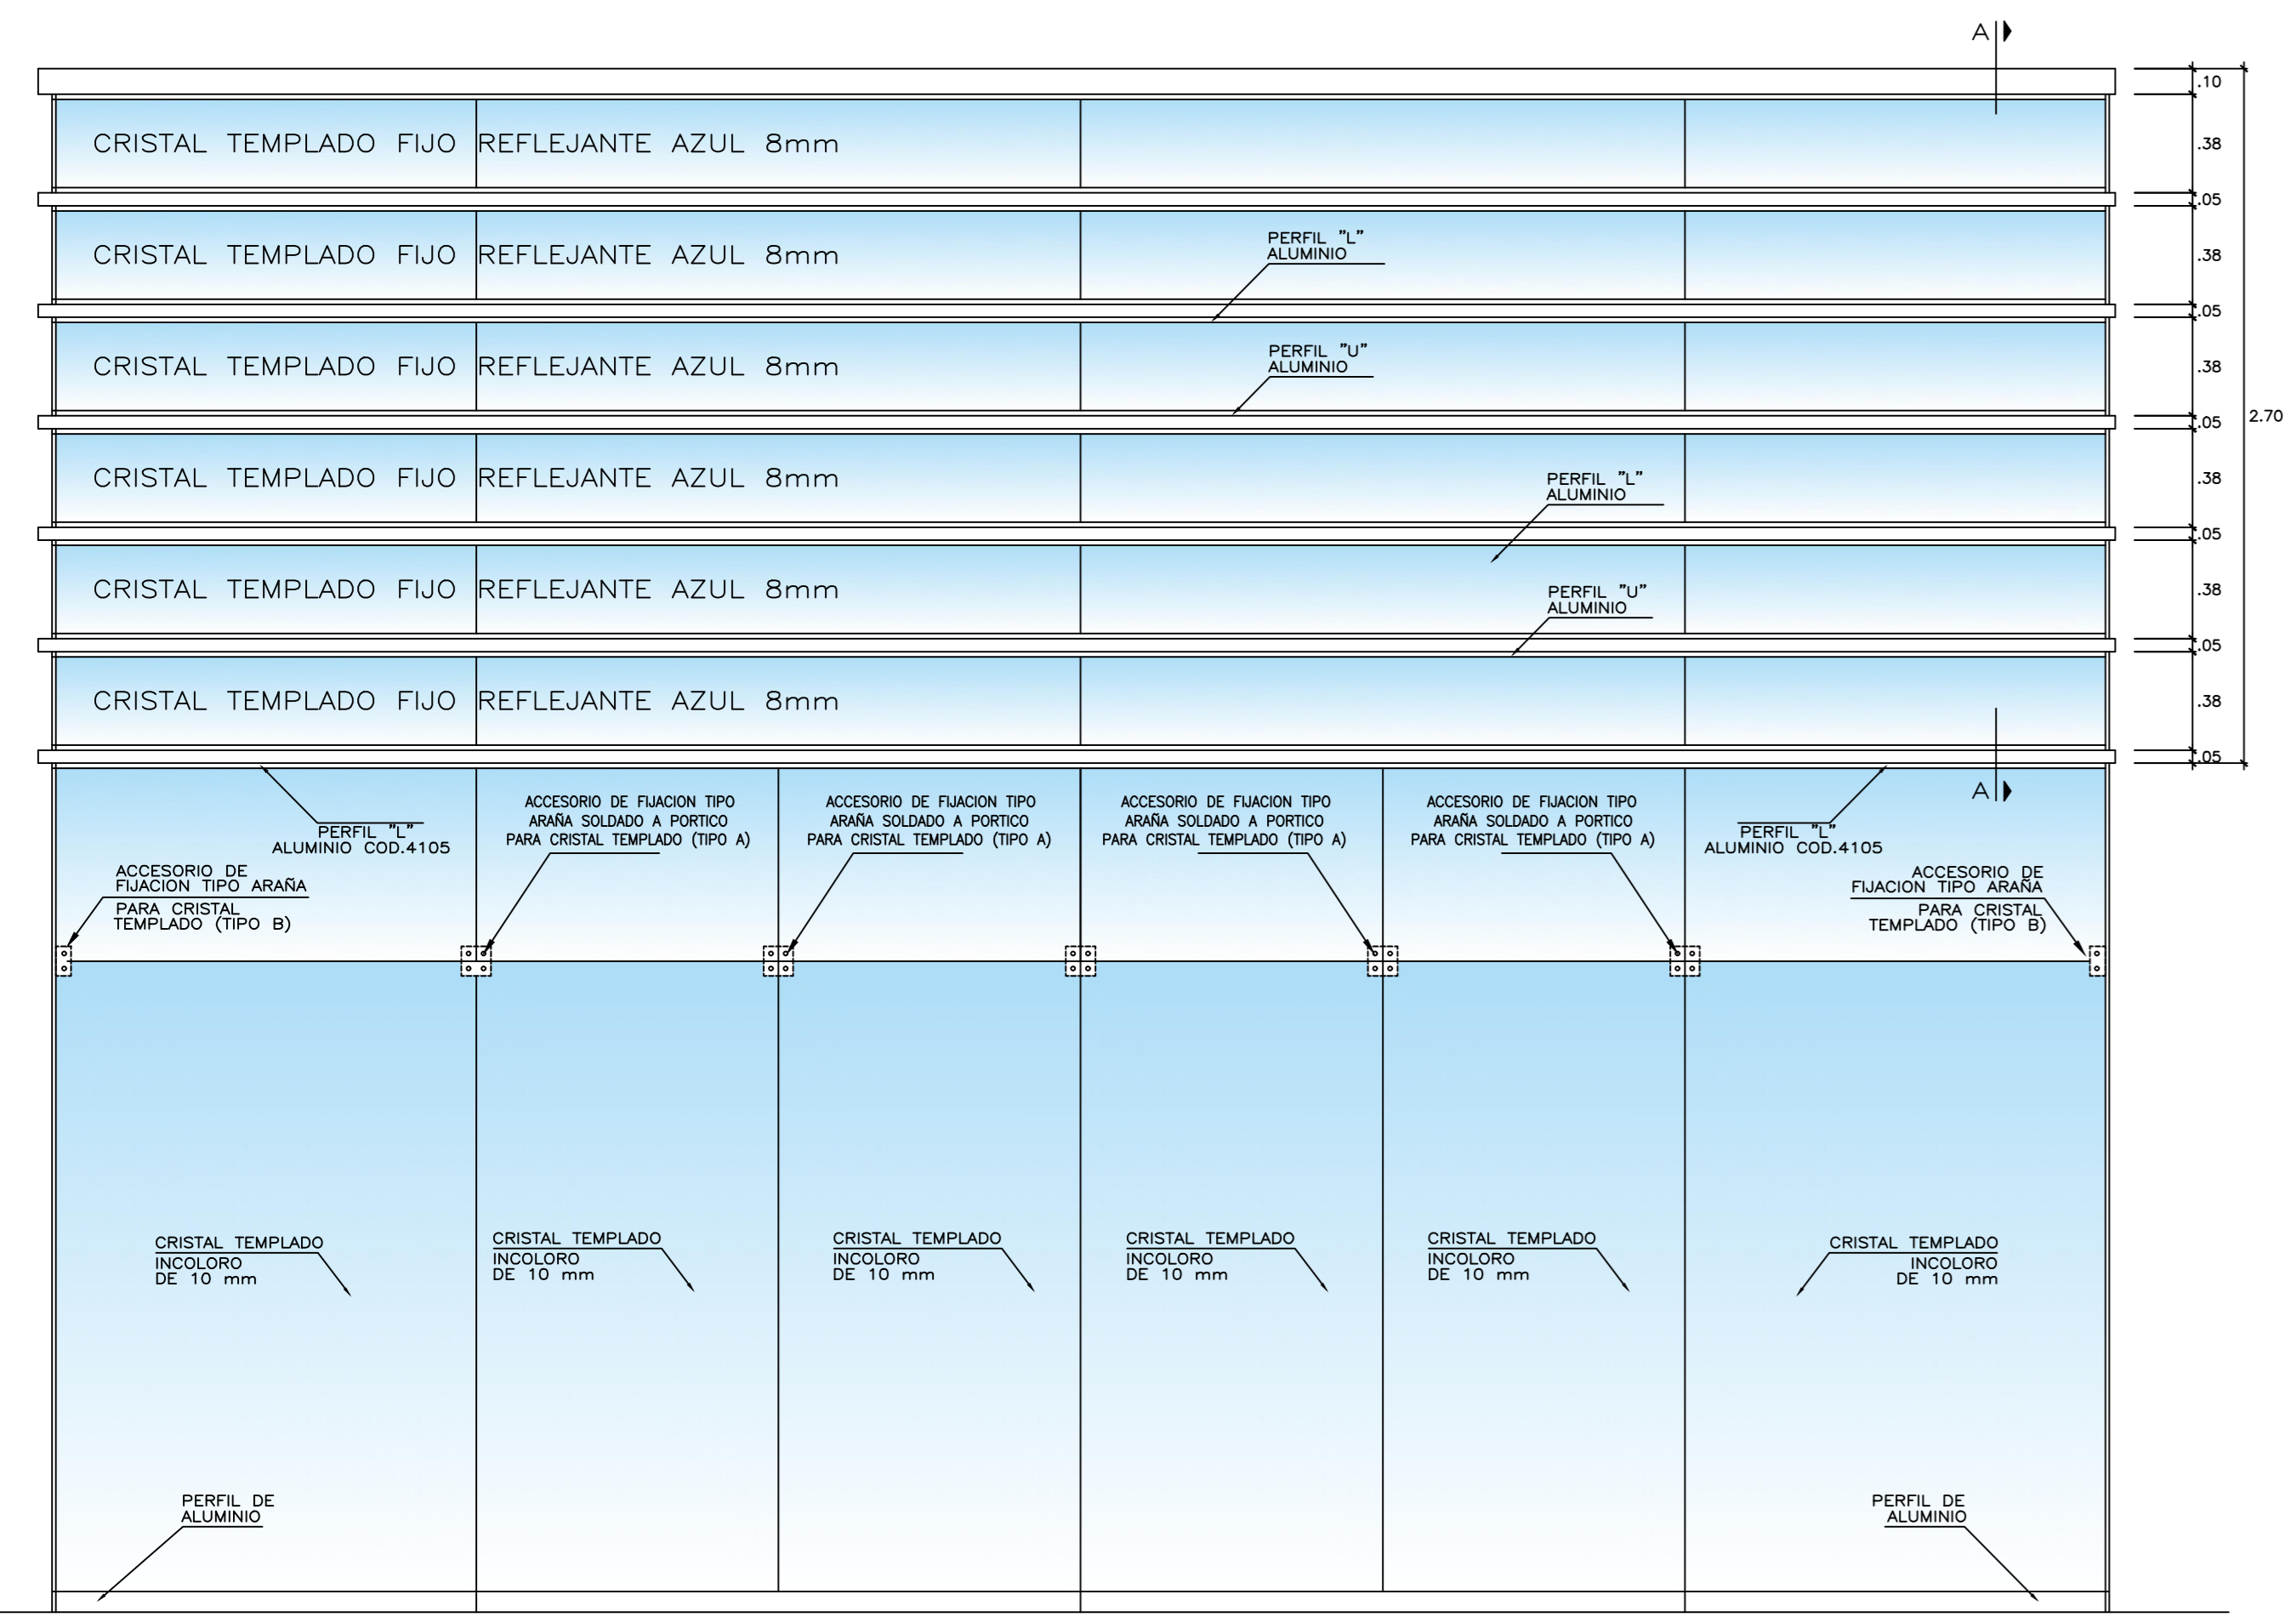 A
.10
CRISTAL TEMPLADO FIJO REFLEJANTE AZUL 8mm
.38
.05
CRISTAL TEMPLADO FIJO REFLEJANTE AZUL 8mm
PERFIL "L"
ALUMINIO
.38
.05
CRISTAL TEMPLADO FIJO REFLEJANTE AZUL 8mm
PERFIL "U"
ALUMINIO
.38
.05
2.70
CRISTAL TEMPLADO FIJO REFLEJANTE AZUL 8mm
PERFIL "L"
ALUMINIO
.38
.05
CRISTAL TEMPLADO FIJO REFLEJANTE AZUL 8mm
PERFIL "U"
ALUMINIO
.38
.05
CRISTAL TEMPLADO FIJO REFLEJANTE AZUL 8mm
.38
.05
A
PERFIL "L"
ALUMINIO COD.4105
ACCESORIO DE FIJACION TIPO
ARAÑA SOLDADO A PORTICO
PARA CRISTAL TEMPLADO (TIPO A)
ACCESORIO DE FIJACION TIPO
ARAÑA SOLDADO A PORTICO
PARA CRISTAL TEMPLADO (TIPO A)
ACCESORIO DE FIJACION TIPO
ARAÑA SOLDADO A PORTICO
PARA CRISTAL TEMPLADO (TIPO A)
ACCESORIO DE FIJACION TIPO
ARAÑA SOLDADO A PORTICO
PARA CRISTAL TEMPLADO (TIPO A)
PERFIL "L"
ALUMINIO COD.4105
ACCESORIO DE
FIJACION TIPO ARAÑA
PARA CRISTAL
TEMPLADO (TIPO B)
ACCESORIO DE
FIJACION TIPO ARAÑA
PARA CRISTAL
TEMPLADO (TIPO B)
CRISTAL TEMPLADO
INCOLORO
DE 10 mm
CRISTAL TEMPLADO
INCOLORO
DE 10 mm
CRISTAL TEMPLADO
INCOLORO
DE 10 mm
CRISTAL TEMPLADO
INCOLORO
DE 10 mm
CRISTAL TEMPLADO
INCOLORO
DE 10 mm
CRISTAL TEMPLADO
INCOLORO
DE 10 mm
PERFIL DE
ALUMINIO
PERFIL DE
ALUMINIO